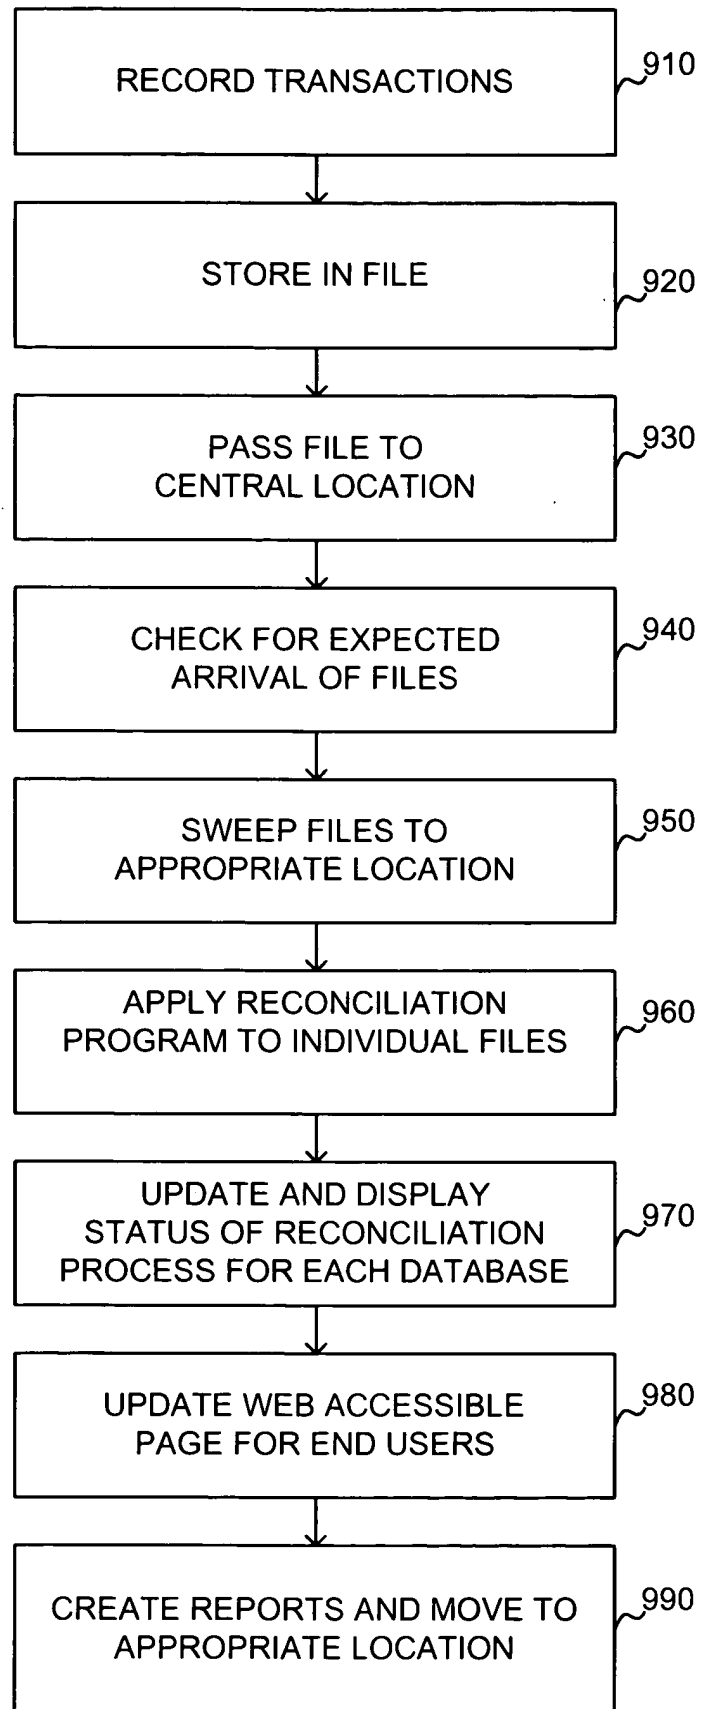 RECORD TRANSACTIONS
910
STORE IN FILE
920
PASS FILE TO
CENTRAL LOCATION
930
CHECK FOR EXPECTED
ARRIVAL OF FILES
940
SWEEP FILES TO
APPROPRIATE LOCATION
950
APPLY RECONCILIATION
PROGRAM TO INDIVIDUAL FILES
960
UPDATE AND DISPLAY
STATUS OF RECONCILIATION
PROCESS FOR EACH DATABASE
970
UPDATE WEB ACCESSIBLE
PAGE FOR END USERS
980
CREATE REPORTS AND MOVE TO
APPROPRIATE LOCATION
990